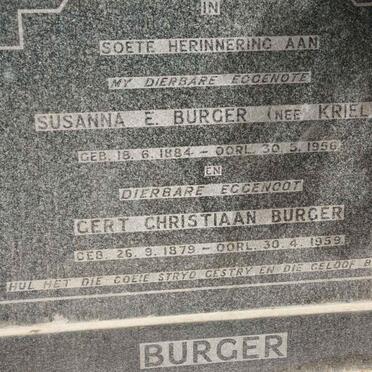 IN
SOETE HERINNERING AAN
MY DIERBARE EGGENOTE
SUSANNA E. BURGER (NEE KRIEL
GEB. 18.6.1884 – OORL. 30.5.1956
EN
DIERBARE EGGENOOT
GERT CHRISTIAAN BURGER
GEB. 26.9.1879 – OORL. 30.4.1959
HUL HET DIE GOEIE STRYD GESTRY EN DIE GELOOF B
BURGER